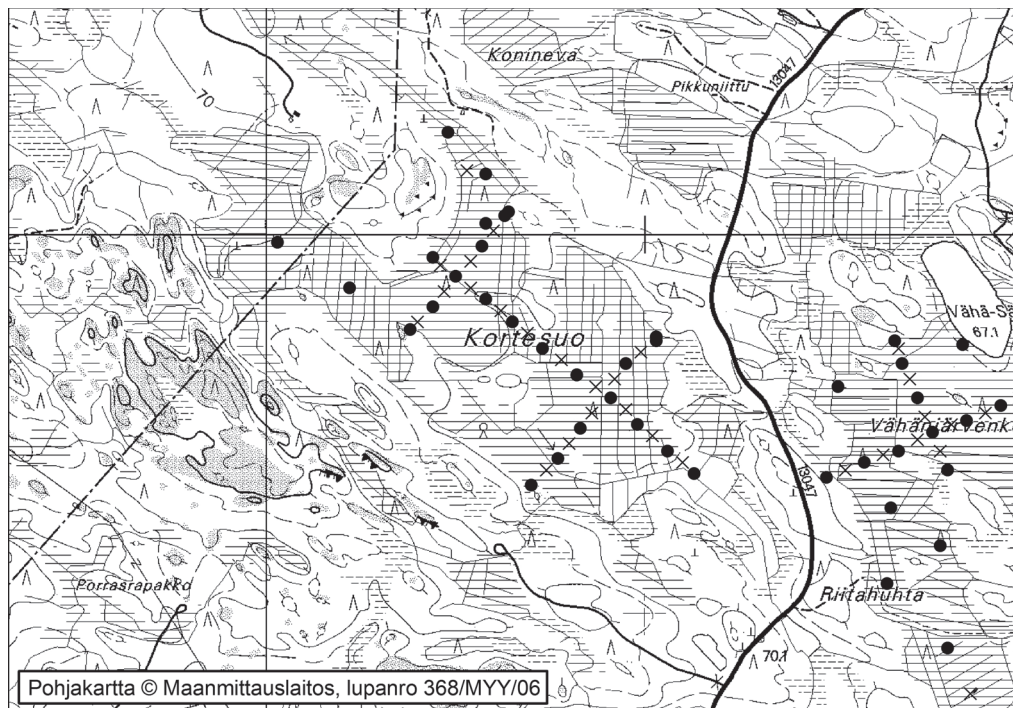 Konineva
Pikkuniittu
13047
70
Vähä-Sä
67.1
Kortesuo
Vähänjärvenk
13047
Porrasrapakko
Riitahuhta
70.1
Pohjakartta © Maanmittauslaitos, lupanro 368/MYY/06